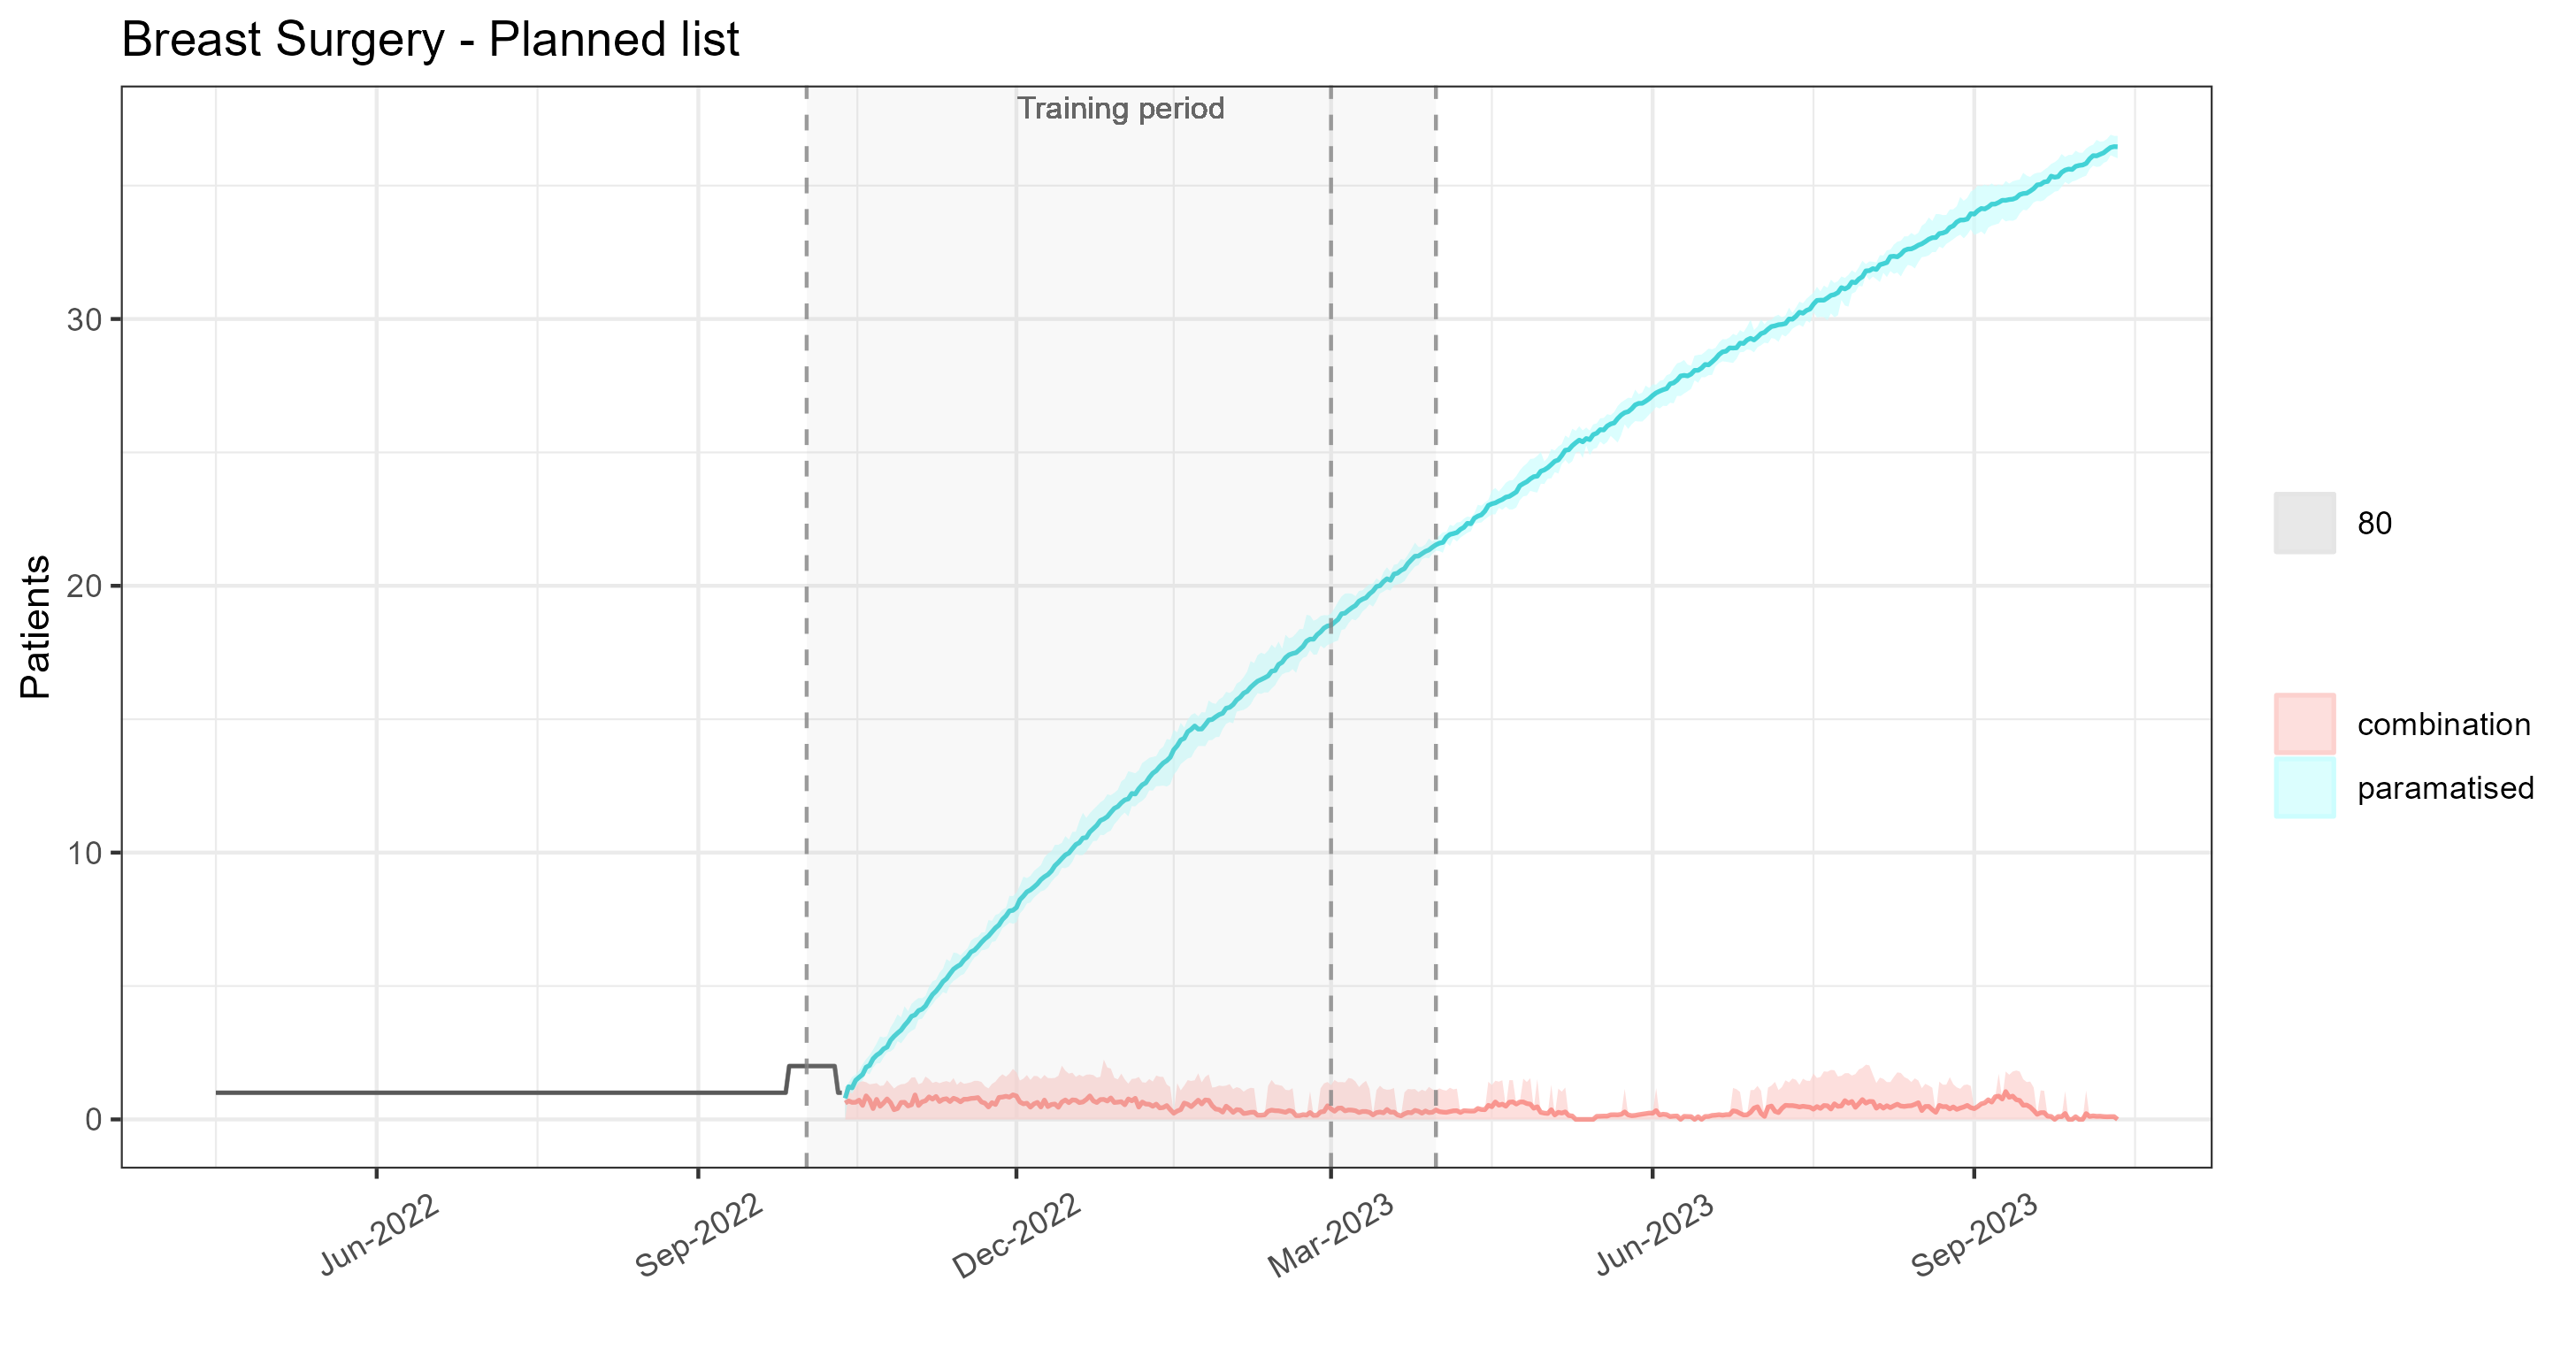 Breast Surgery - Planned list
Training period
Patients
30
20
10
0
Jun-2022
Sep-2022
Dec-2022
Mar-2023
Jun-2023
Sep-2023
80
combination
paramatised